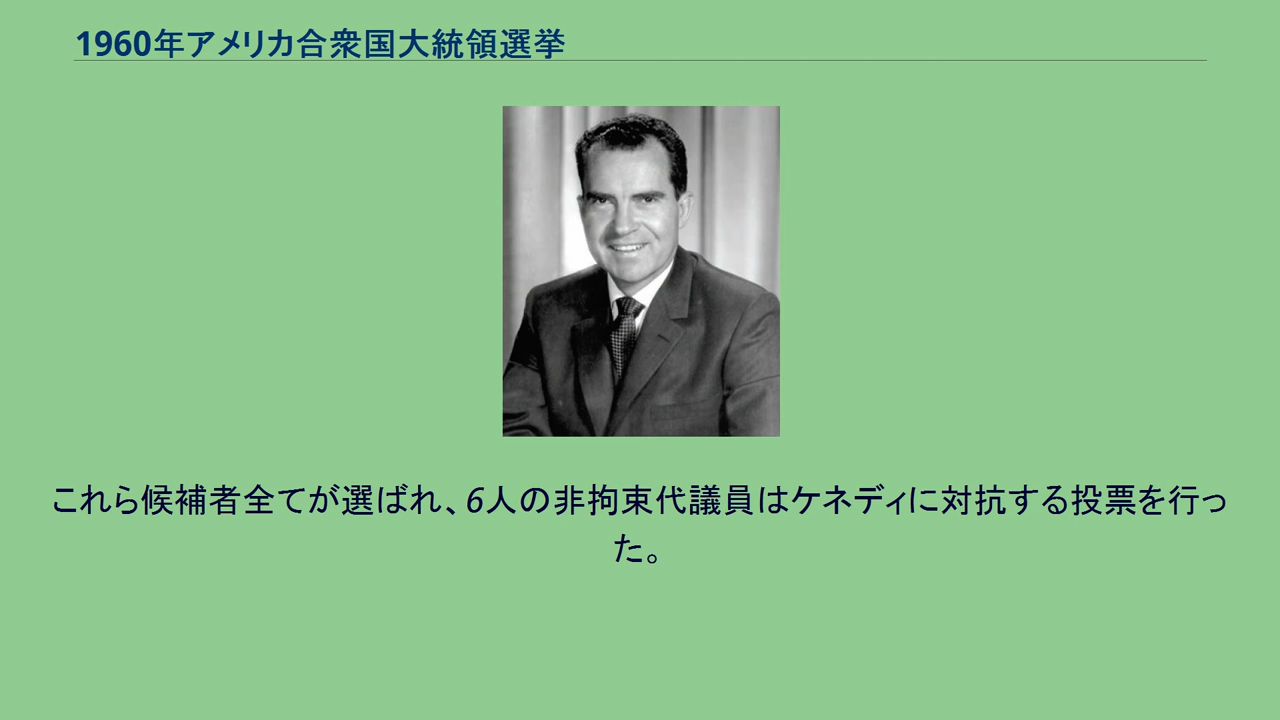 1960年アメリカ合衆国大統領選挙
これら候補者全てが選ばれ、6人の非拘束代議員はケネディに対抗する投票を行っ
た。